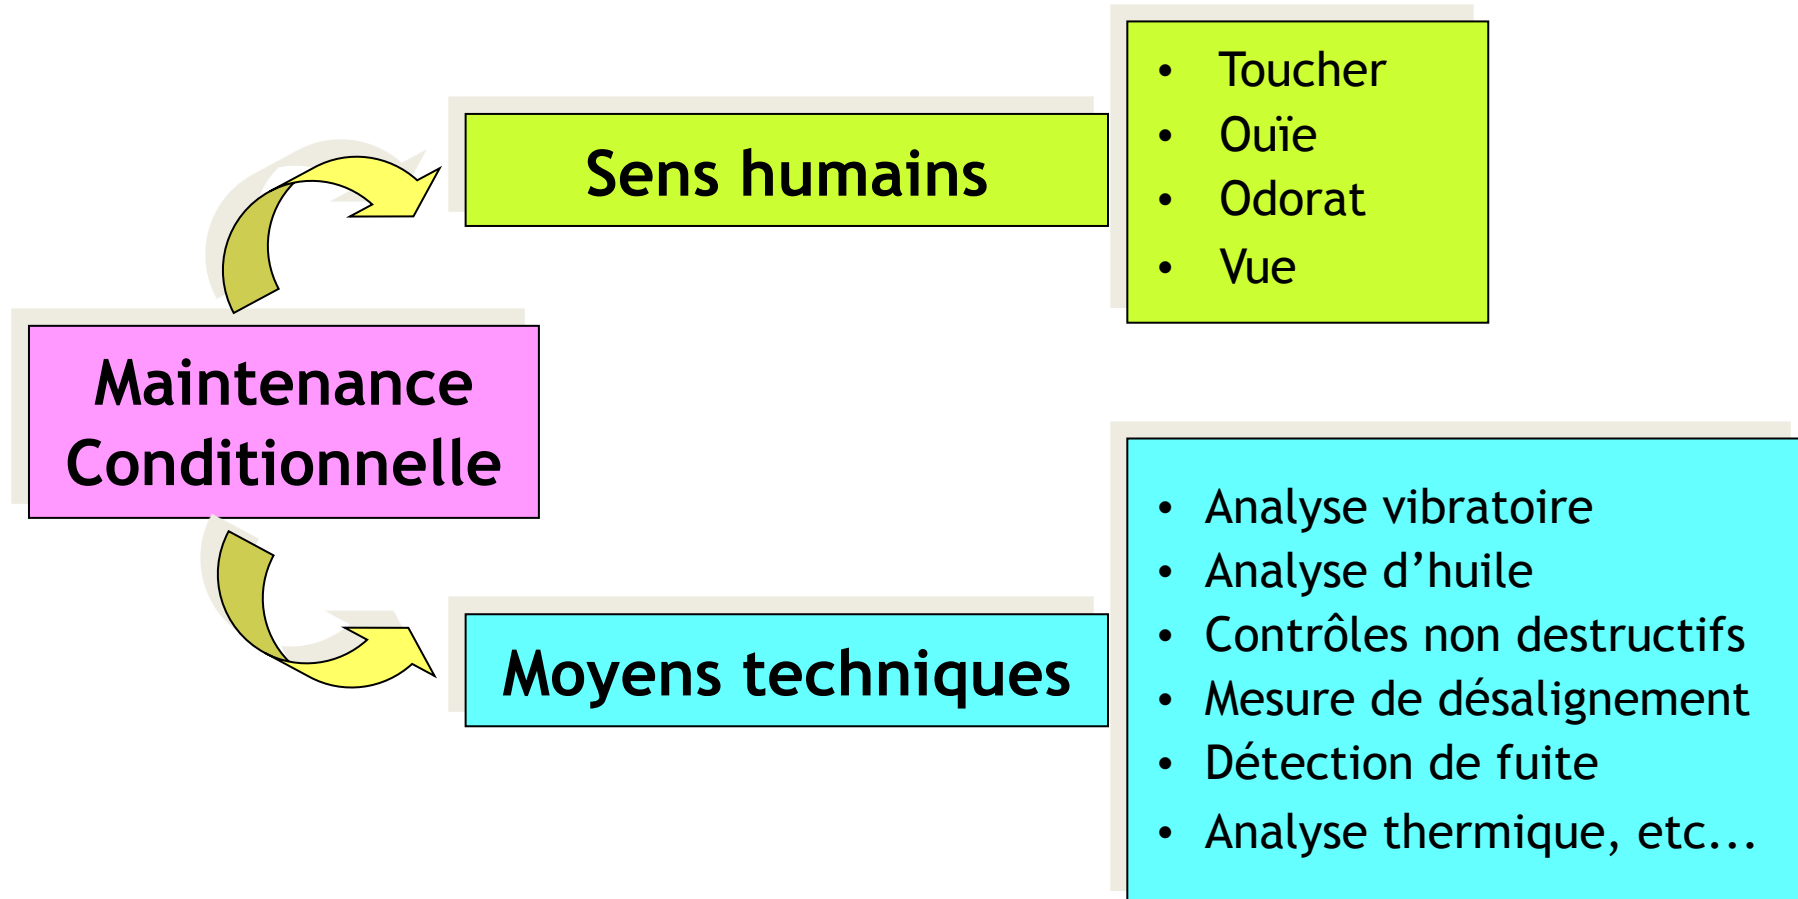 Maintenance
Conditionnelle
Sens humains
• Toucher
• Ouïe
• Odorat
• Vue
Moyens techniques
• Analyse vibratoire
• Analyse d’huile
• Contrôles non destructifs
• Mesure de désalignement
• Détection de fuite
• Analyse thermique, etc...